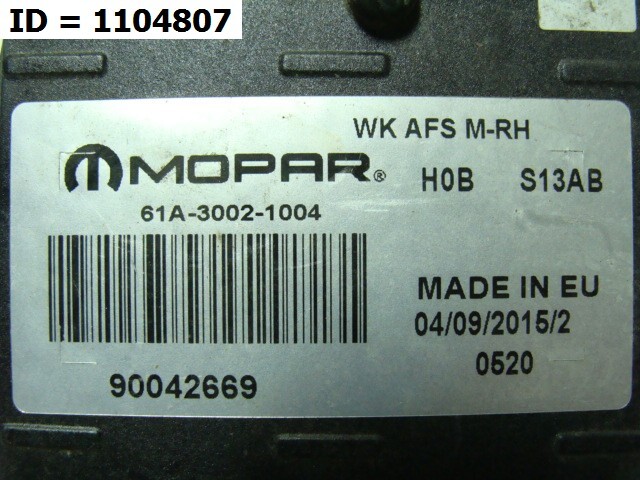 ID = 1104807
WK AFS M-RH
MOPAR®
H0B S13AB
61A-3002-1004
MADE IN EU
04/09/2015/2
0520
90042669